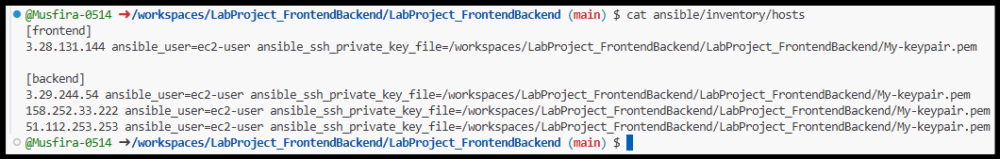 @Musfira-0514 ➜/workspaces/LabProject_FrontendBackend/LabProject_FrontendBackend (main) $ cat ansible/inventory/hosts
[frontend]
3.28.131.144 ansible_user=ec2-user ansible_ssh_private_key_file=/workspaces/LabProject_FrontendBackend/LabProject_FrontendBackend/My-keypair.pem
[backend]
3.29.244.54 ansible_user=ec2-user ansible_ssh_private_key_file=/workspaces/LabProject_FrontendBackend/LabProject_FrontendBackend/My-keypair.pem
158.252.33.222 ansible_user=ec2-user ansible_ssh_private_key_file=/workspaces/LabProject_FrontendBackend/LabProject_FrontendBackend/My-keypair.pem
51.112.253.253 ansible_user=ec2-user ansible_ssh_private_key_file=/workspaces/LabProject_FrontendBackend/LabProject_FrontendBackend/My-keypair.pem
@Musfira-0514 ➜/workspaces/LabProject_FrontendBackend/LabProject_FrontendBackend (main) $